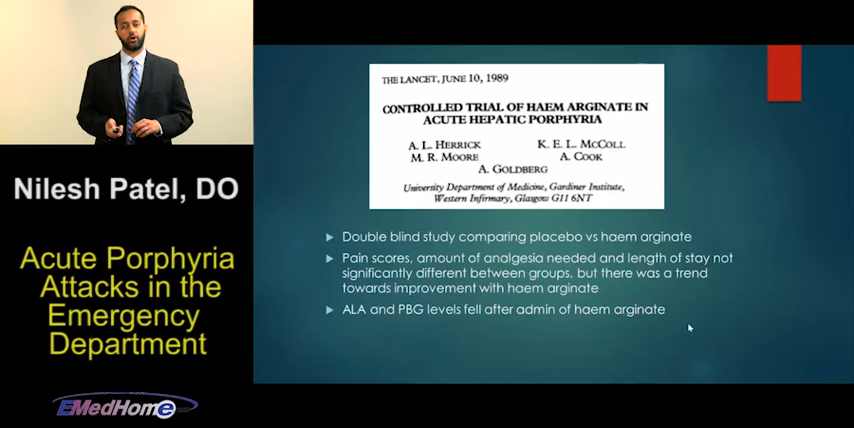 Nilesh Patel, DO
Acute Porphyria
Attacks in the
Emergency
Department
EMedHome
THE LANCET, JUNE 10, 1989
CONTROLLED TRIAL OF HAEM ARGINATE IN
ACUTE HEPATIC PORPHYRIA
A. L. HERRICK K. E. L. MCCOLL
M. R. MOORE A. COOK
A. GOLDBERG
University Department of Medicine, Gardiner Institute,
Western Infirmary, Glasgow G11 6NT
Double blind study comparing placebo vs haem arginate
Pain scores, amount of analgesia needed and length of stay not
significantly different between groups, but there was a trend
towards improvement with haem arginate
ALA and PBG levels fell after admin of haem arginate